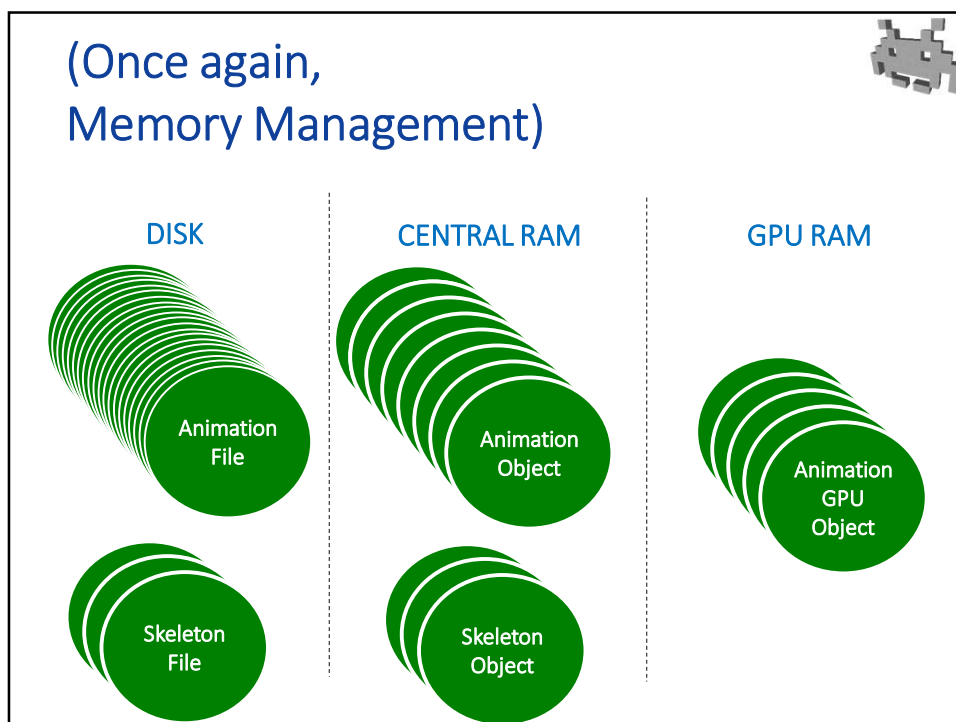 (Once again,
Memory Management)
DISK
CENTRAL RAM
GPU RAM
Animation
File
Animation
Object
Animation
GPU
Object
Skeleton
File
Skeleton
Object